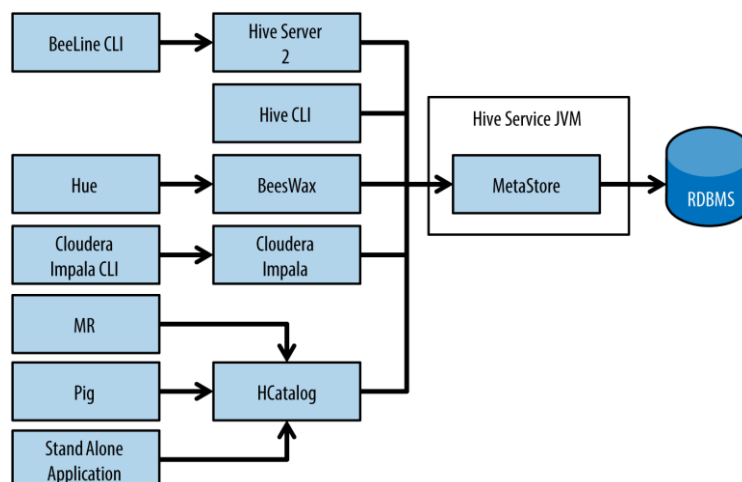 BeeLine CLI
Hive Server
2
Hive CLI
Hive Service JVM
Hue
BeesWax
MetaStore
RDBMS
Cloudera
Impala CLI
Cloudera
Impala
MR
Pig
HCatalog
Stand Alone
Application